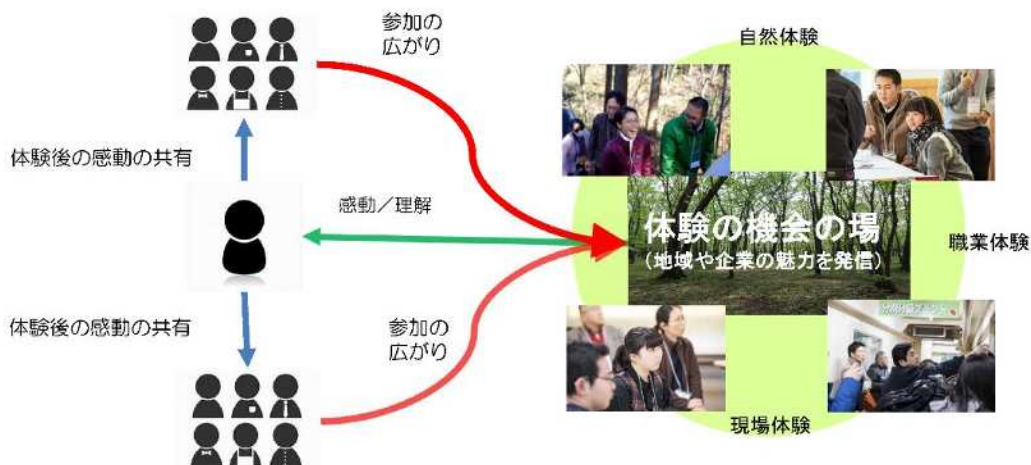 参加の
広がり
自然体験
体験後の感動の共有
感動／理解
体験の機会の場
(地域や企業の魅力を発信)
職業体験
体験後の感動の共有
参加の
広がり
現場体験